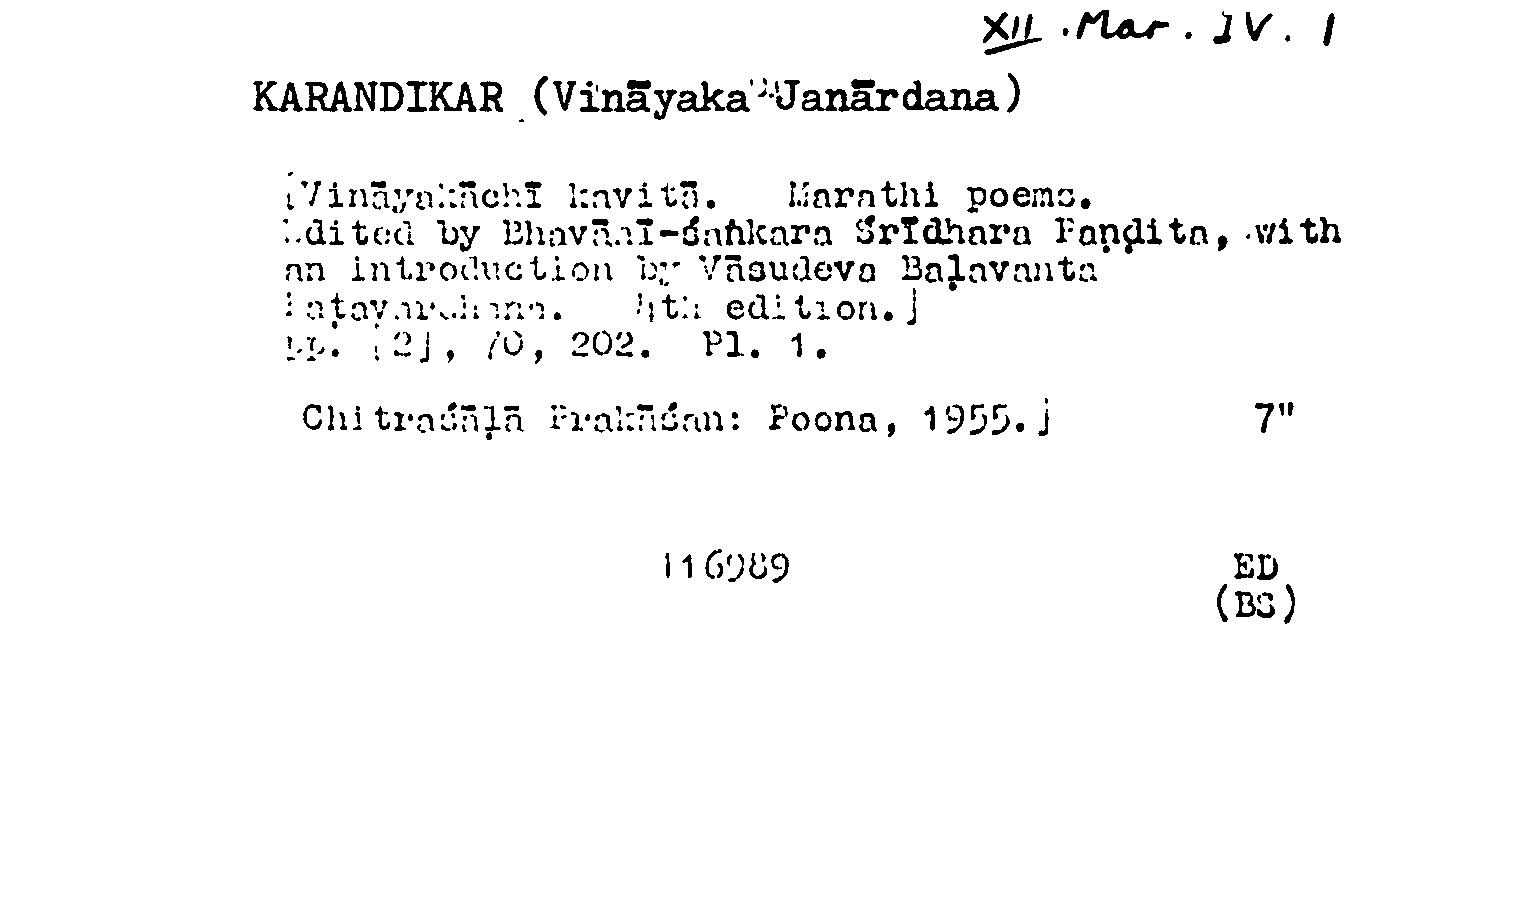 XII. Mar. IV. 1
KARANDIKAR (Vināyaka Janārdana)
[Vināyakāchī kavitā. Marathi poems.
Edited by Bhavānī-śaṅkara Śrīdhara Paṇḍita, with
an introduction by Vāsudeva Baḷavanta
Paṭavardhana. 4th edition.]
pp. [2], 70, 202. Pl. 1.
Chitraśāḷā Prakāśan: Poona, 1955.] 7"
116989 ED
(BS)